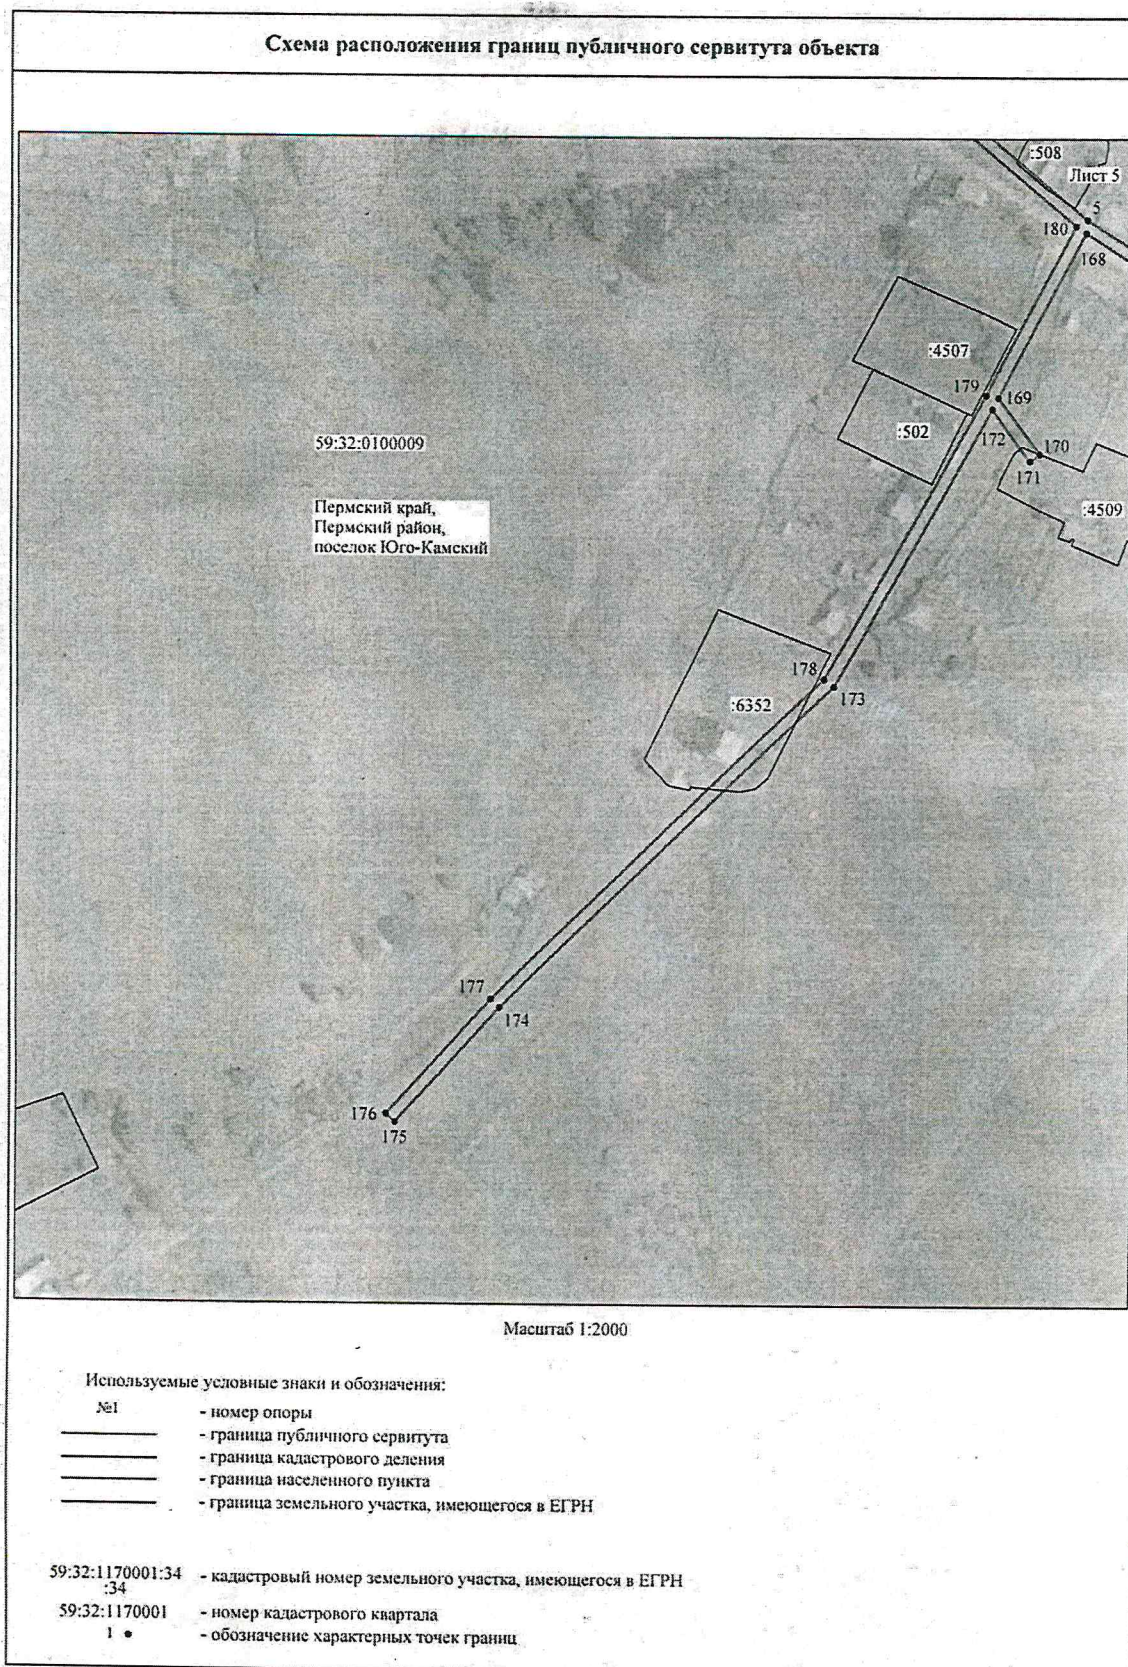 Схема расположения границ публичного сервитута объекта
:508
Лист 5
5
180
168
:4507
179
169
172
:502
170
171
:4509
59:32:0100009
Пермский край,
Пермский район,
поселок Юго-Камский
178
173
:6352
177
174
176
175
Масштаб 1:2000
Используемые условные знаки и обозначения:
№1 - номер опоры
- граница публичного сервитута
- граница кадастрового деления
- граница населенного пункта
- граница земельного участка, имеющегося в ЕГРН
59:32:1170001:34 - кадастровый номер земельного участка, имеющегося в ЕГРН
:34
59:32:1170001 - номер кадастрового квартала
1 • - обозначение характерных точек границ